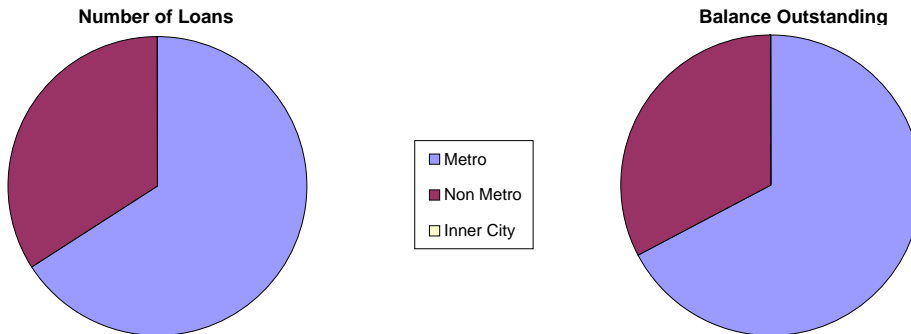 Number of Loans
Balance Outstanding
Metro
Non Metro
Inner City